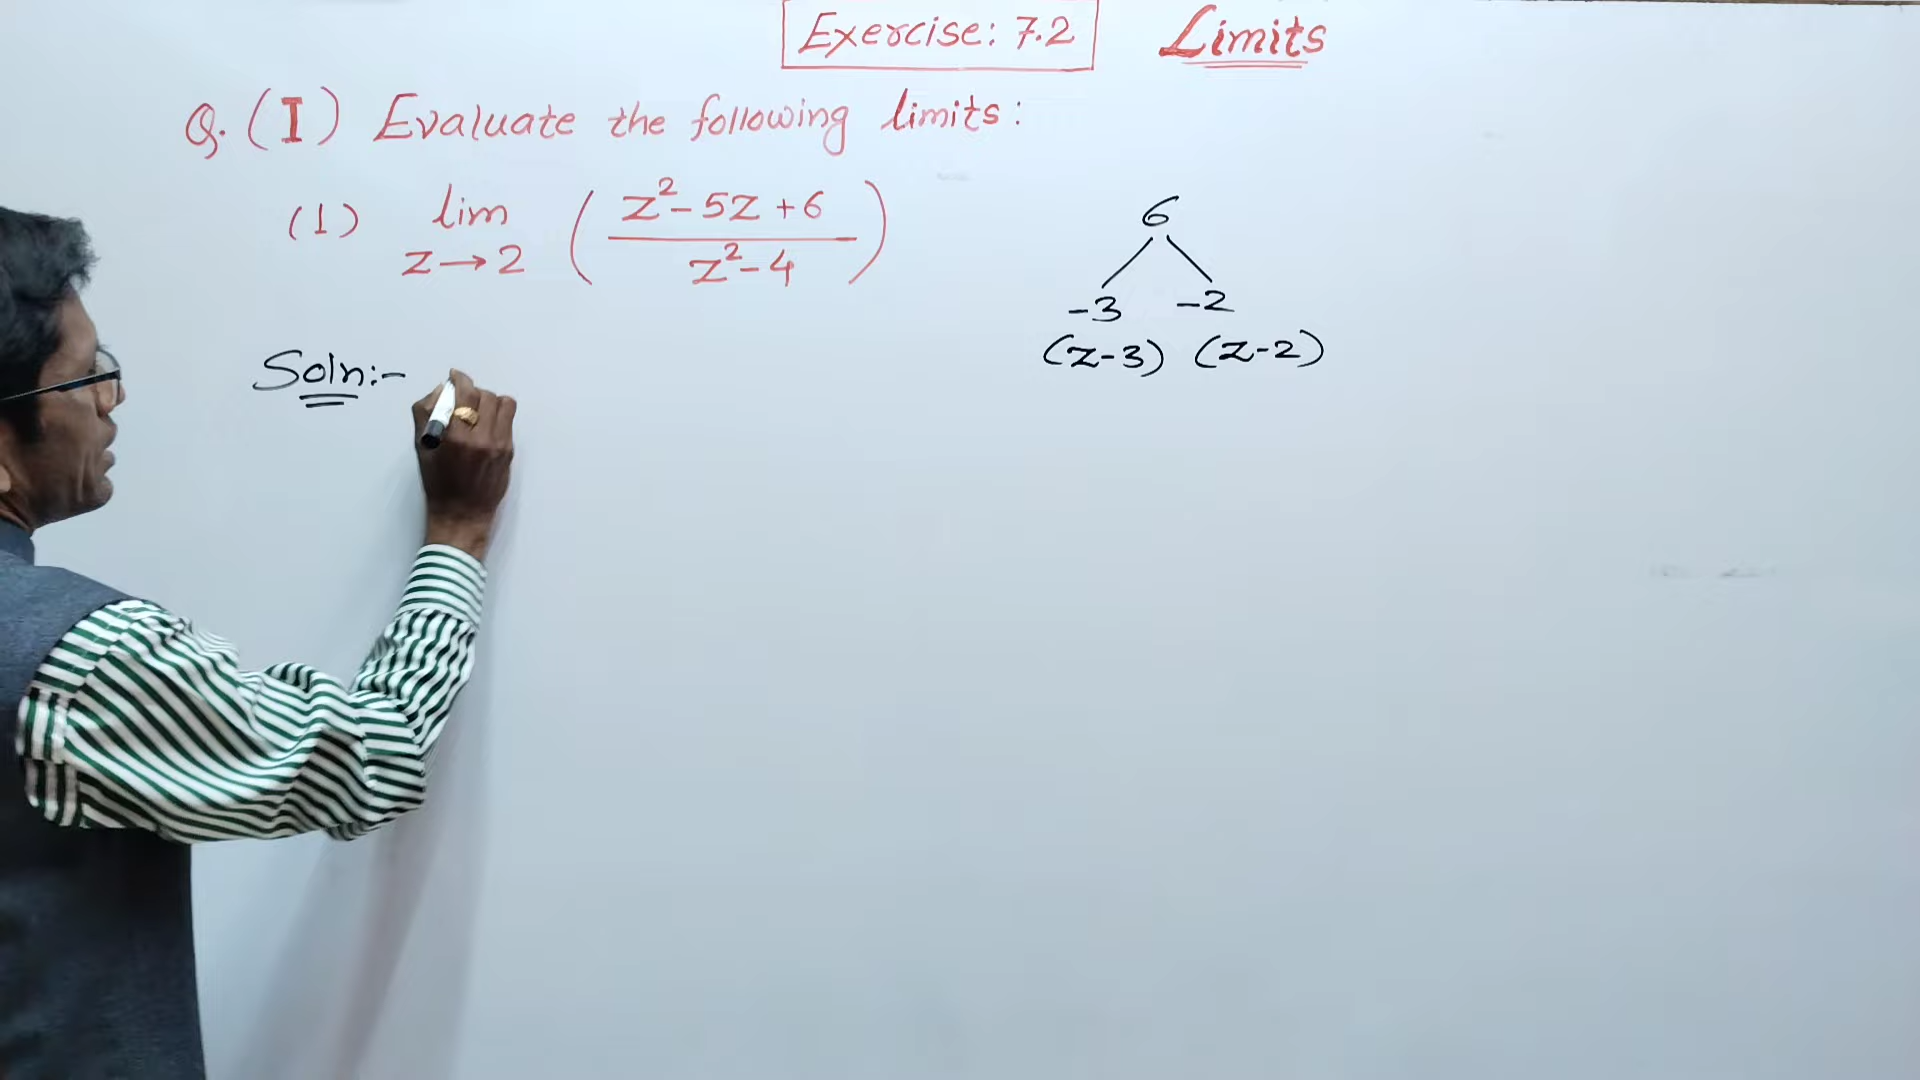 Exercise: 7.2 Limits
Q. (I) Evaluate the following limits:
(1) lim z→2 ( z²-5z+6 / z²-4 )
6
-3 -2
(z-3) (z-2)
Soln:-